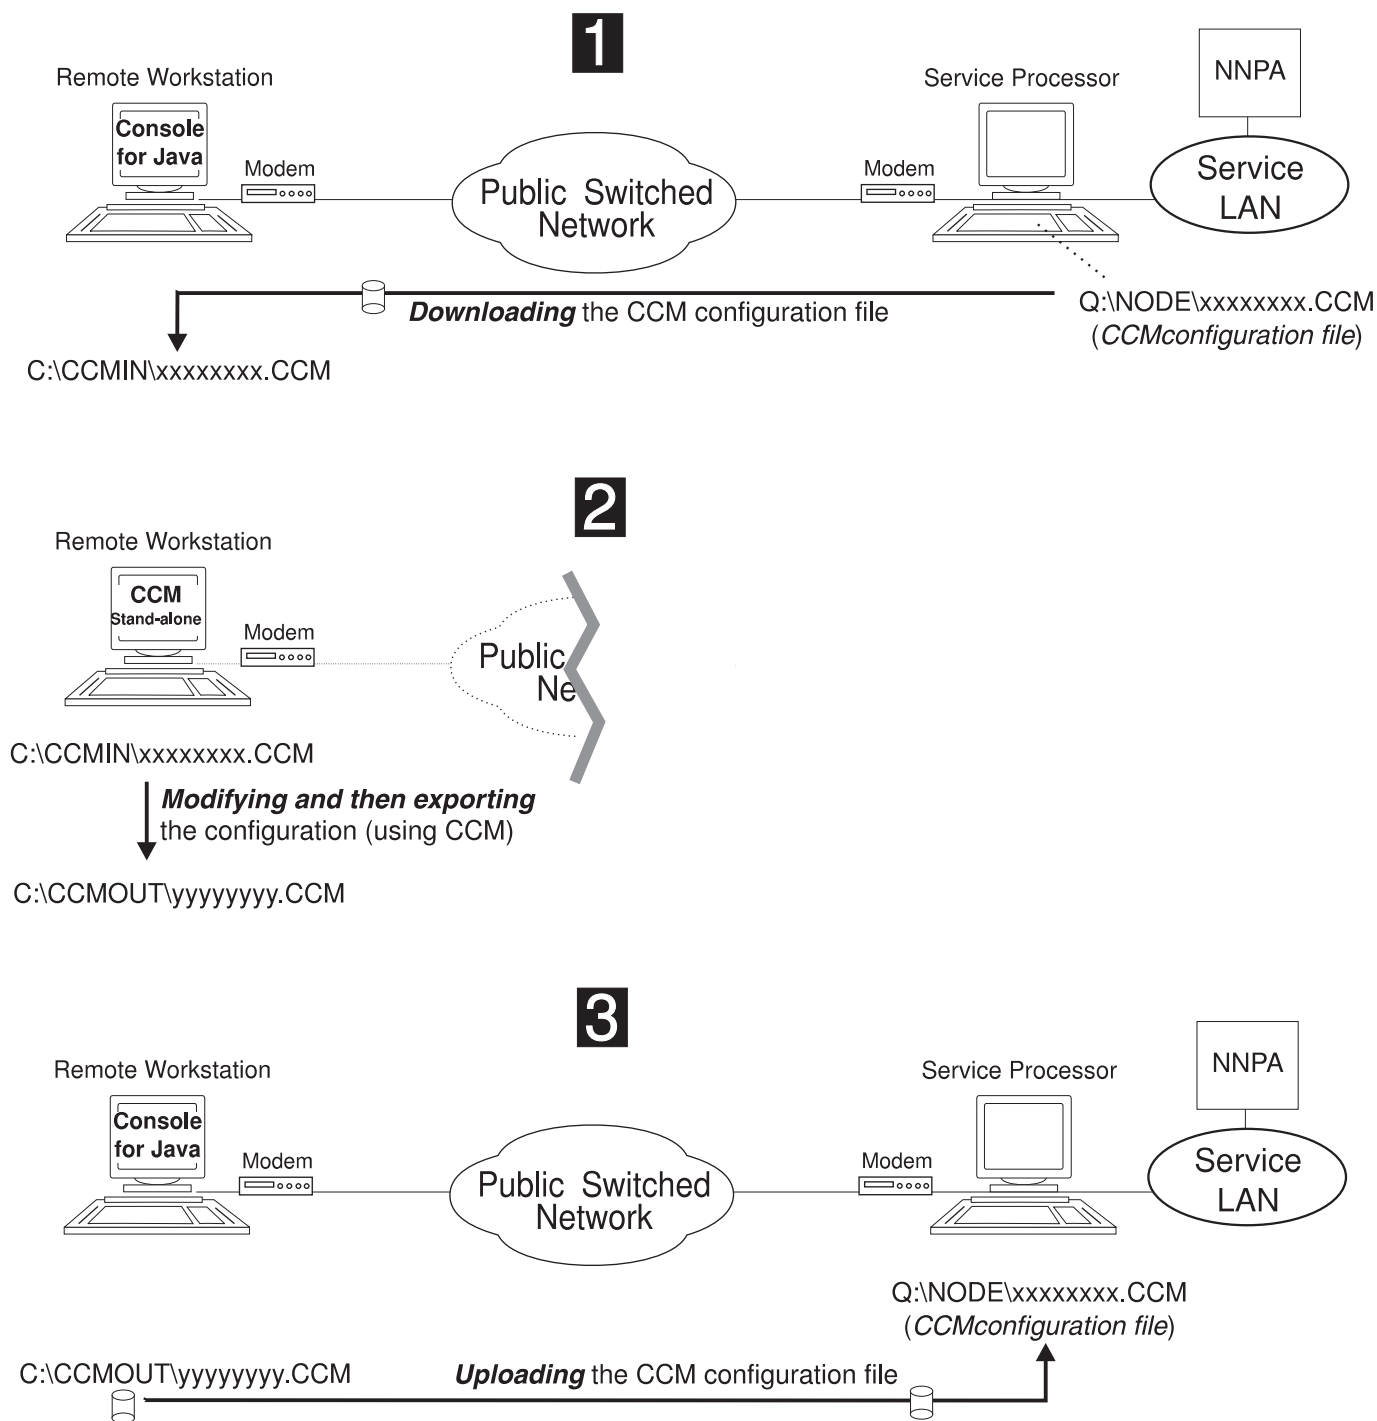 1
Remote Workstation
Service Processor
NNPA
Console
for Java
Modem
Modem
Public Switched
Network
Service
LAN
Downloading the CCM configuration file
Q:\NODE\xxxxxxxx.CCM
(CCMconfiguration file)
C:\CCMIN\xxxxxxxx.CCM
2
Remote Workstation
CCM
Stand-alone
Modem
Public
Ne
C:\CCMIN\xxxxxxxx.CCM
Modifying and then exporting
the configuration (using CCM)
C:\CCMOUT\yyyyyyyy.CCM
3
Remote Workstation
Service Processor
NNPA
Console
for Java
Modem
Modem
Public Switched
Network
Service
LAN
Q:\NODE\xxxxxxxx.CCM
(CCMconfiguration file)
C:\CCMOUT\yyyyyyyy.CCM
Uploading the CCM configuration file